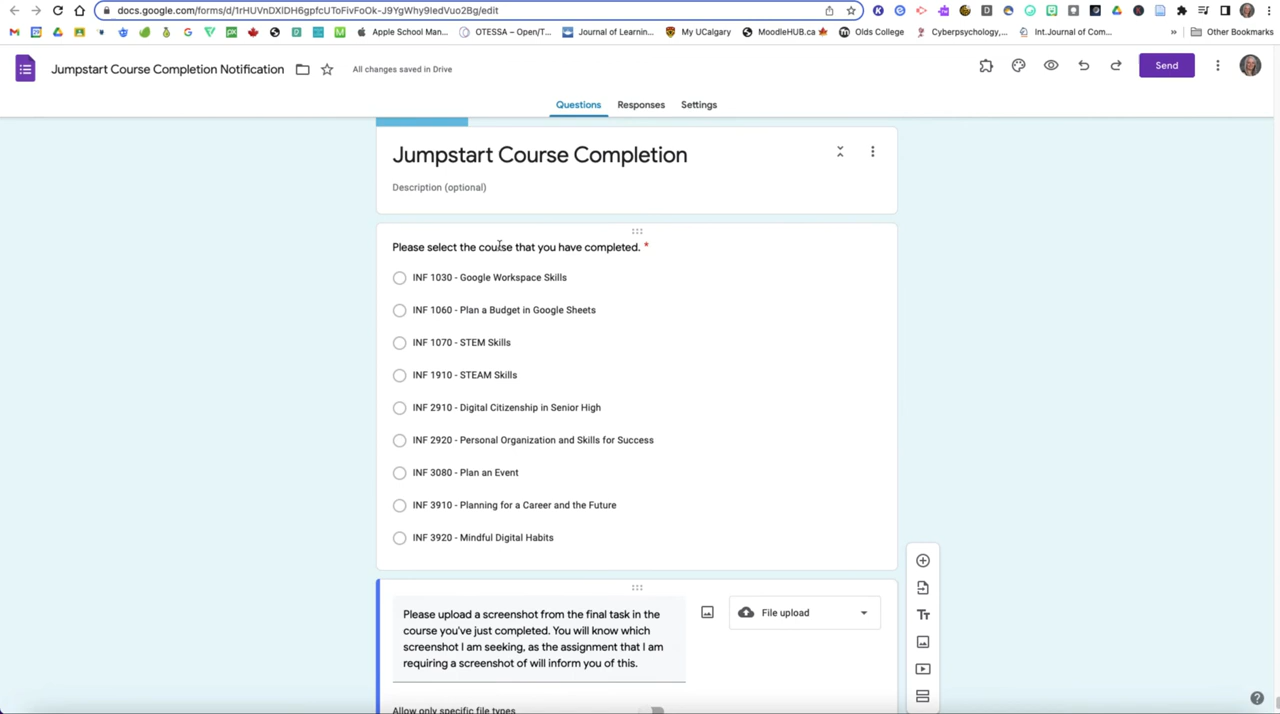 docs.google.com/forms/d/1rHUVnDXIDH6gpfcUToFivFoOk-J9YgWhy9IedVuo2Bg/edit
Apple School Man...
OTESSA – Open/T...
Journal of Learnin...
My UCalgary
MoodleHUB.ca
Olds College
Cyberpsychology,...
Int.Journal of Com...
»
Other Bookmarks
Jumpstart Course Completion Notification
All changes saved in Drive
Send
Questions
Responses
Settings
Jumpstart Course Completion
Description (optional)
Please select the course that you have completed. *
INF 1030 - Google Workspace Skills
INF 1060 - Plan a Budget in Google Sheets
INF 1070 - STEM Skills
INF 1910 - STEAM Skills
INF 2910 - Digital Citizenship in Senior High
INF 2920 - Personal Organization and Skills for Success
INF 3080 - Plan an Event
INF 3910 - Planning for a Career and the Future
INF 3920 - Mindful Digital Habits
Please upload a screenshot from the final task in the
course you've just completed. You will know which
screenshot I am seeking, as the assignment that I am
requiring a screenshot of will inform you of this.
File upload
Tт
Allow only specific file types